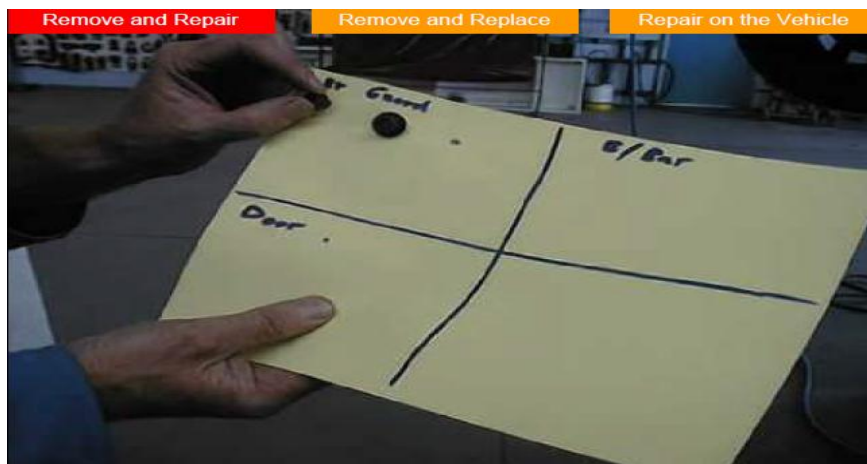 Remove and Repair
Remove and Replace
Repair on the Vehicle
Guard
B/Bar
Door